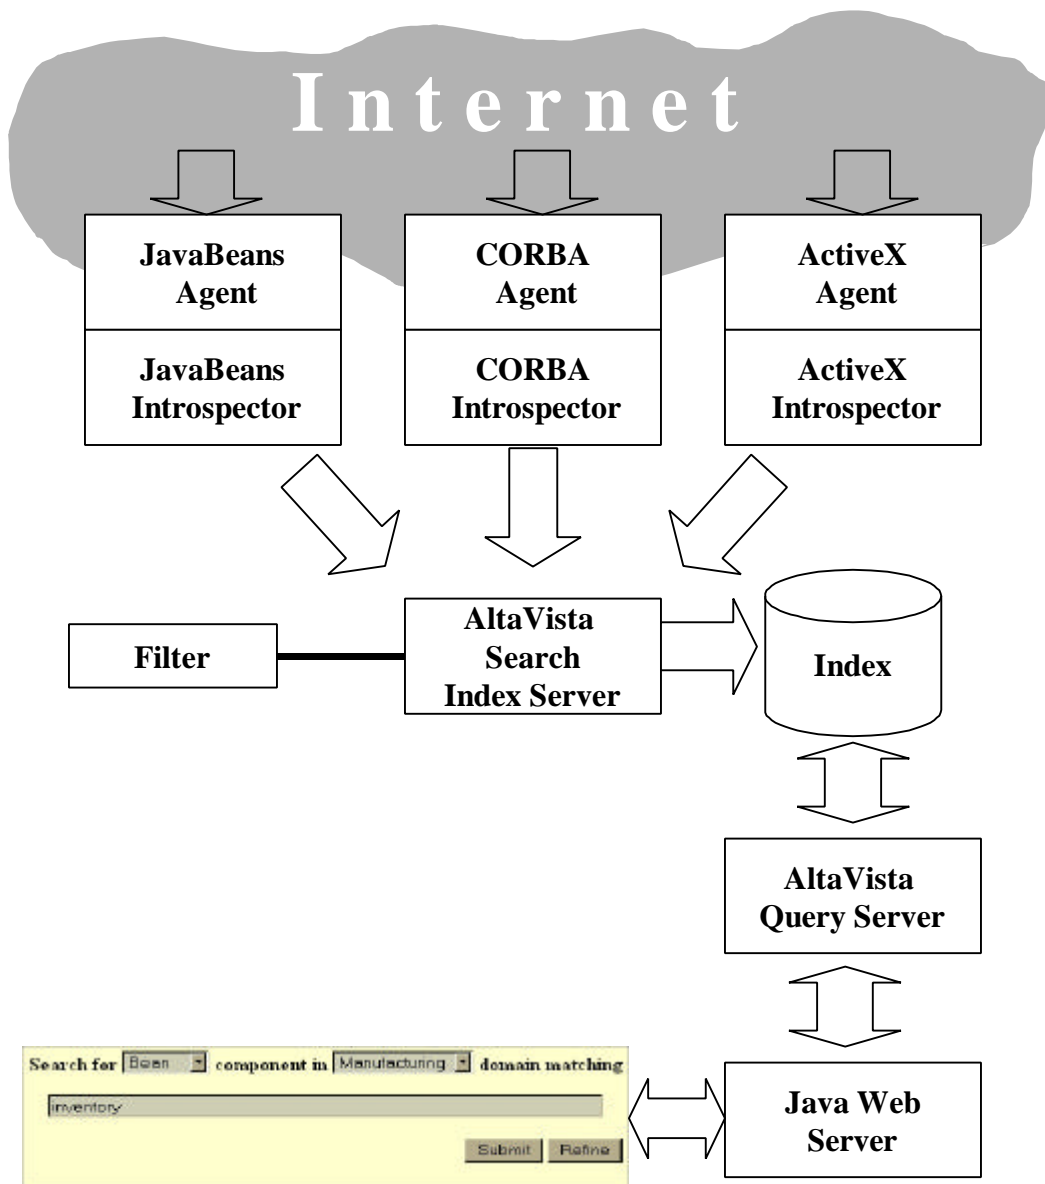 Internet
JavaBeans
Agent
CORBA
Agent
ActiveX
Agent
JavaBeans
Introspector
CORBA
Introspector
ActiveX
Introspector
Filter
AltaVista
Search
Index Server
Index
AltaVista
Query Server
Search for Bean component in Manufacturing domain matching
inventory
Submit Refine
Java Web
Server